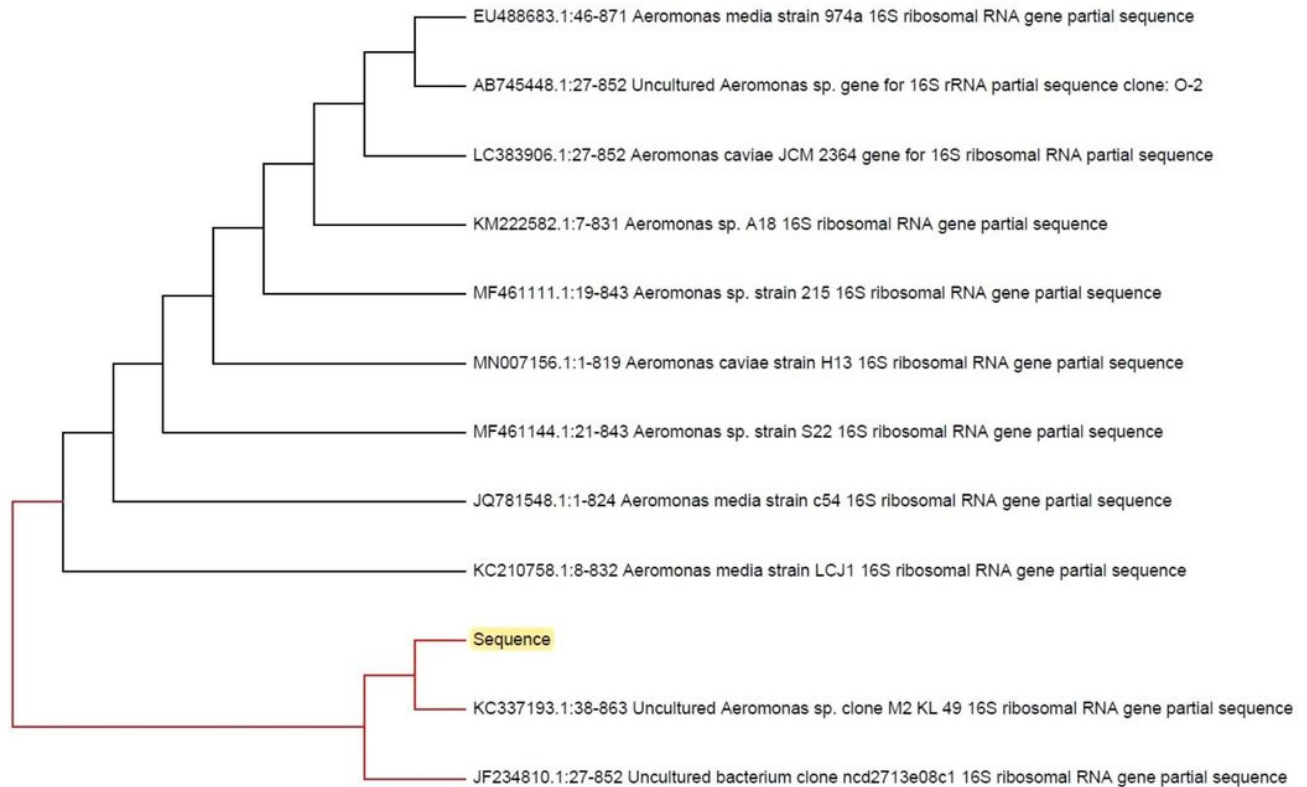 EU488683.1:46-871 Aeromonas media strain 974a 16S ribosomal RNA gene partial sequence
AB745448.1:27-852 Uncultured Aeromonas sp. gene for 16S rRNA partial sequence clone: O-2
LC383906.1:27-852 Aeromonas caviae JCM 2364 gene for 16S ribosomal RNA partial sequence
KM222582.1:7-831 Aeromonas sp. A18 16S ribosomal RNA gene partial sequence
MF461111.1:19-843 Aeromonas sp. strain 215 16S ribosomal RNA gene partial sequence
MN007156.1:1-819 Aeromonas caviae strain H13 16S ribosomal RNA gene partial sequence
MF461144.1:21-843 Aeromonas sp. strain S22 16S ribosomal RNA gene partial sequence
JQ781548.1:1-824 Aeromonas media strain c54 16S ribosomal RNA gene partial sequence
KC210758.1:8-832 Aeromonas media strain LCJ1 16S ribosomal RNA gene partial sequence
Sequence
KC337193.1:38-863 Uncultured Aeromonas sp. clone M2 KL 49 16S ribosomal RNA gene partial sequence
JF234810.1:27-852 Uncultured bacterium clone ncd2713e08c1 16S ribosomal RNA gene partial sequence